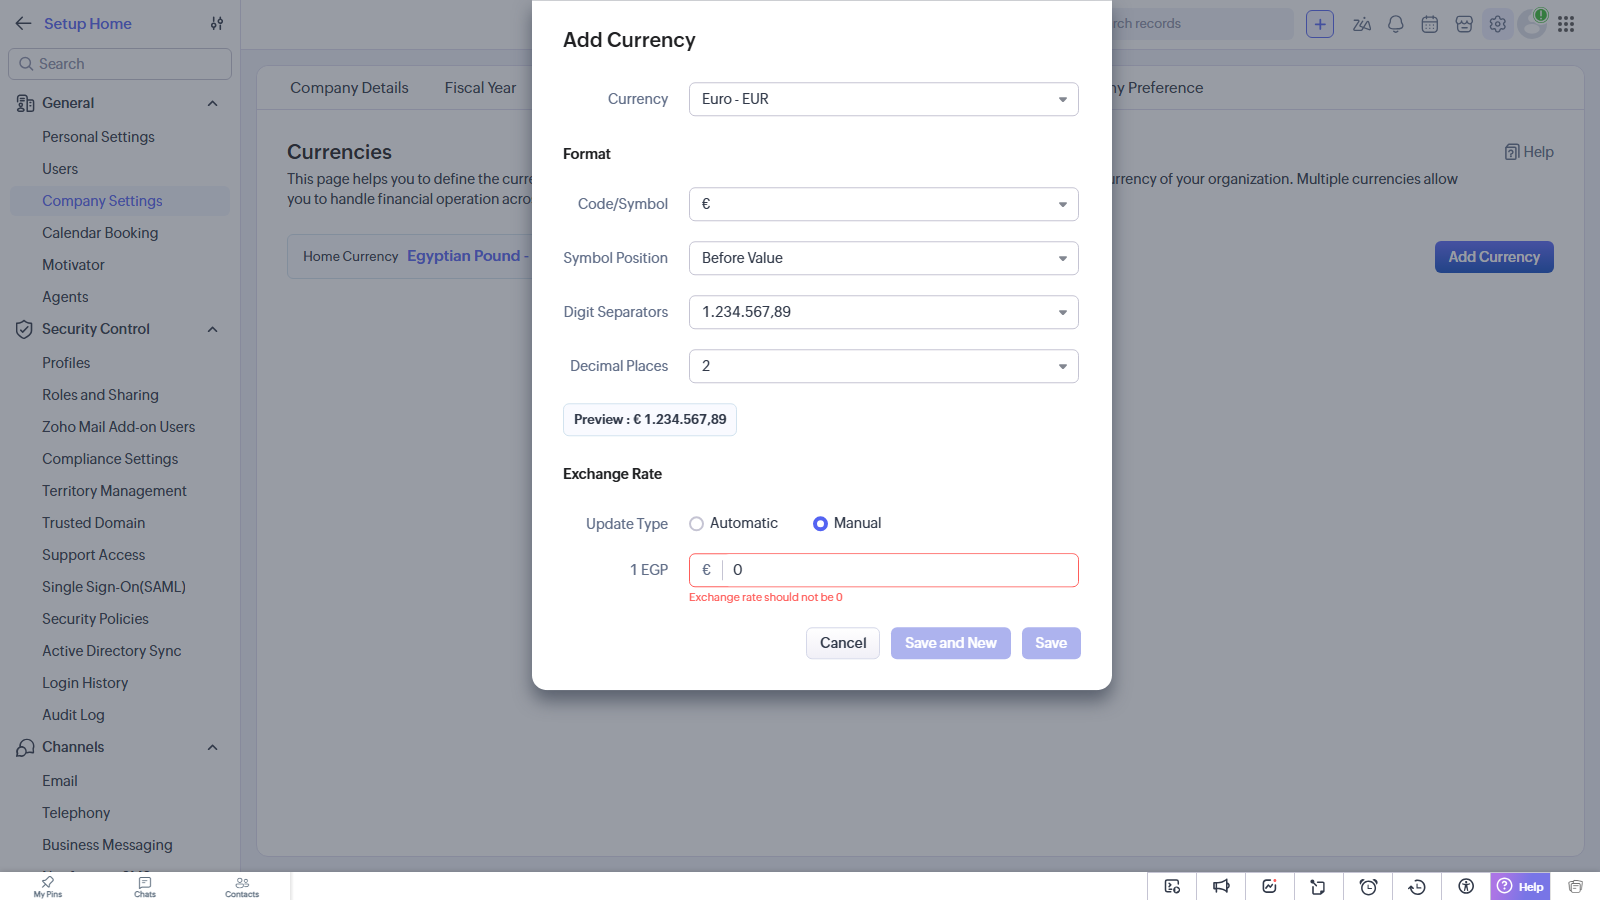 Setup Home
Search
General
Personal Settings
Users
Company Settings
Calendar Booking
Motivator
Agents
Security Control
Profiles
Roles and Sharing
Zoho Mail Add-on Users
Compliance Settings
Territory Management
Trusted Domain
Support Access
Single Sign-On(SAML)
Security Policies
Active Directory Sync
Login History
Audit Log
Channels
Email
Telephony
Business Messaging
My Pins
Chats
Contacts
records
Company Details
Fiscal Year
Preference
Currencies
Help
This page helps you to define the
of your organization. Multiple currencies allow
you to handle financial operation
Home Currency Egyptian Pound -
Add Currency
Add Currency
Currency
Euro - EUR
Format
Code/Symbol
€
Symbol Position
Before Value
Digit Separators
1.234.567,89
Decimal Places
2
Preview : € 1.234.567,89
Exchange Rate
Update Type
Automatic
Manual
1 EGP
€ 0
Exchange rate should not be 0
Cancel
Save and New
Save
Help